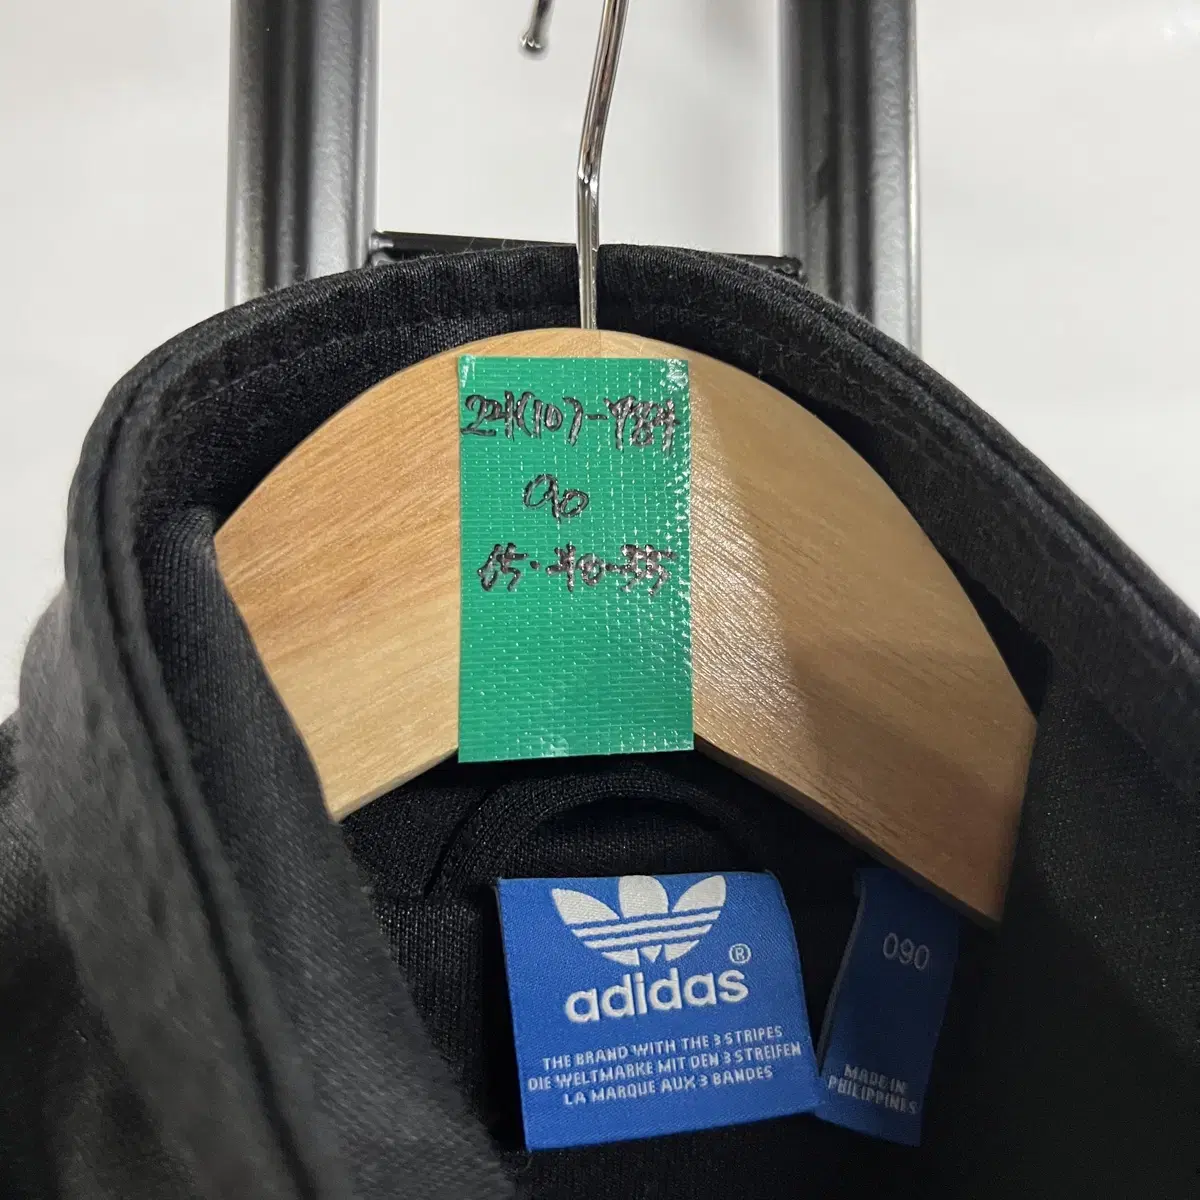 24(10)-984
90
65·40·35
adidas ®
THE BRAND WITH THE 3 STRIPES
DIE WELTMARKE MIT DEN 3 STREIFEN
LA MARQUE AUX 3 BANDES
090
MADE IN
PHILIPPINES